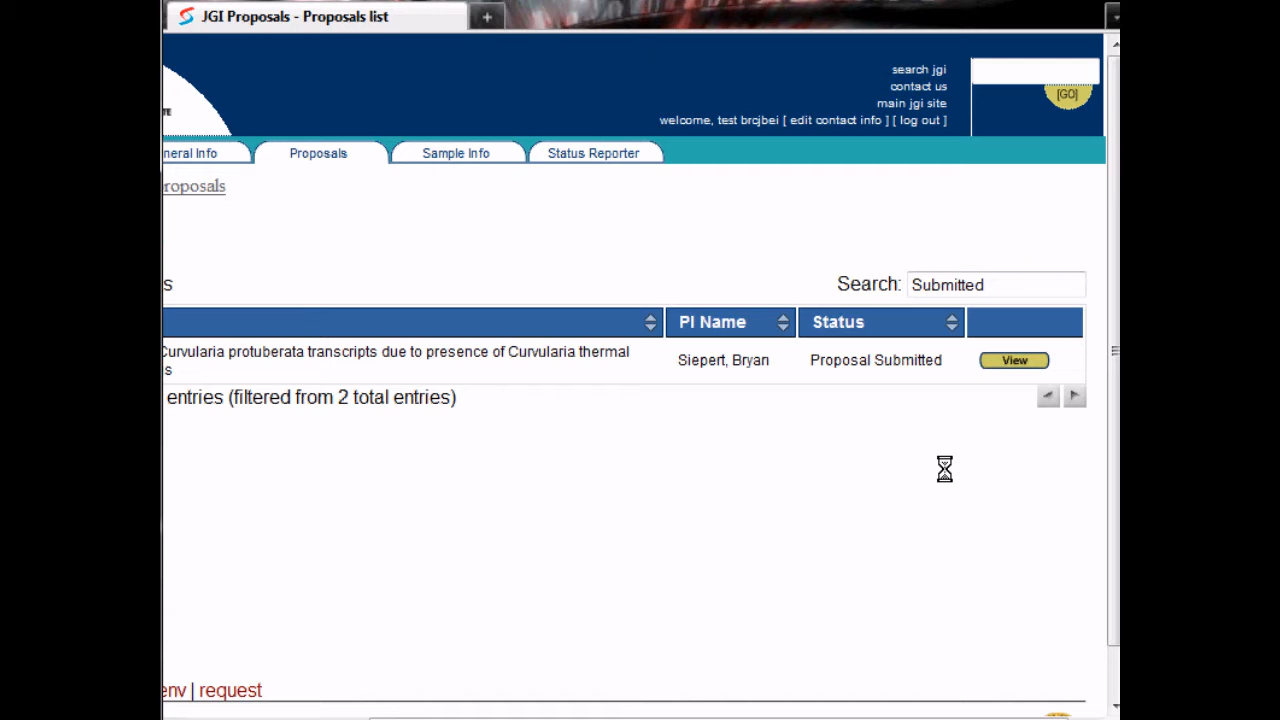 JGI Proposals - Proposals list
search jgi
contact us
[GO]
main jgi site
welcome, test brcjbei [ edit contact info ] [ log out ]
neral Info Proposals Sample Info Status Reporter
roposals
s Search: Submitted
PI Name Status
Curvularia protuberata transcripts due to presence of Curvularia thermal
s
Siepert, Bryan Proposal Submitted View
entries (filtered from 2 total entries)
env | request